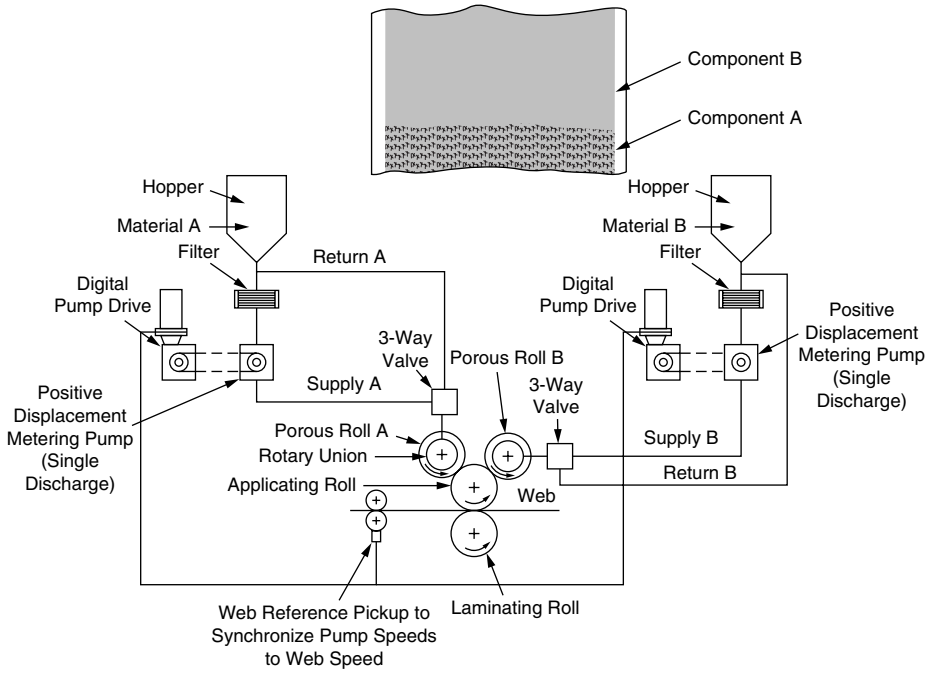 Component B
Component A
Hopper
Material A
Filter
Return A
Digital
Pump Drive
3-Way
Valve
Supply A
Positive
Displacement
Metering Pump
(Single
Discharge)
Porous Roll A
Rotary Union
Applicating Roll
Porous Roll B
3-Way
Valve
Web
Hopper
Material B
Filter
Digital
Pump Drive
Positive
Displacement
Metering Pump
(Single
Discharge)
Supply B
Return B
Web Reference Pickup to
Synchronize Pump Speeds
to Web Speed
Laminating Roll